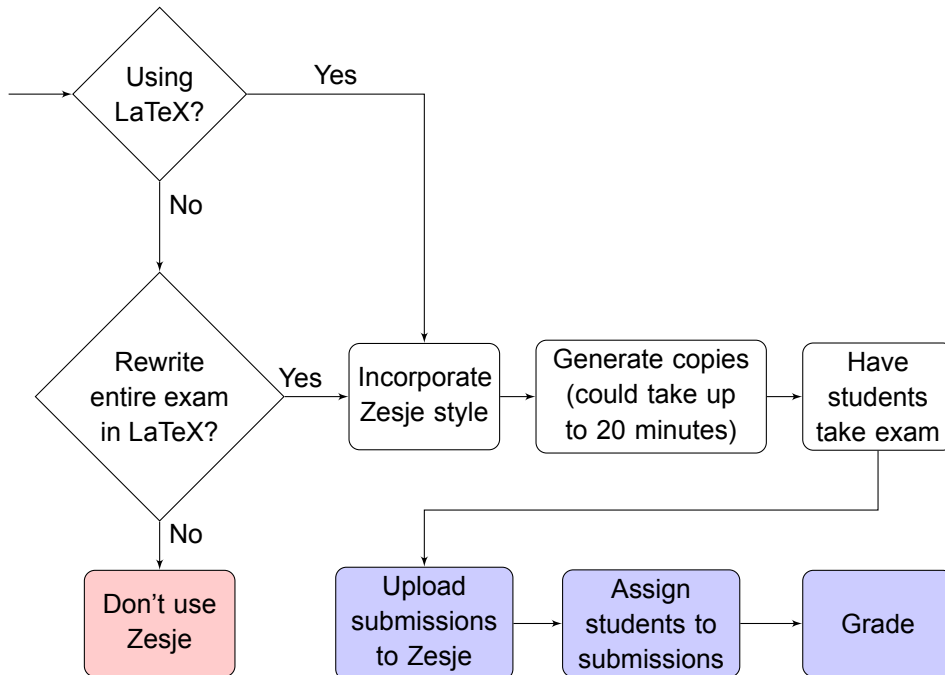 Using
LaTeX?
Yes
No
Rewrite
entire exam
in LaTeX?
Yes
Incorporate
Zesje style
Generate copies
(could take up
to 20 minutes)
Have
students
take exam
No
Don't use
Zesje
Upload
submissions
to Zesje
Assign
students to
submissions
Grade